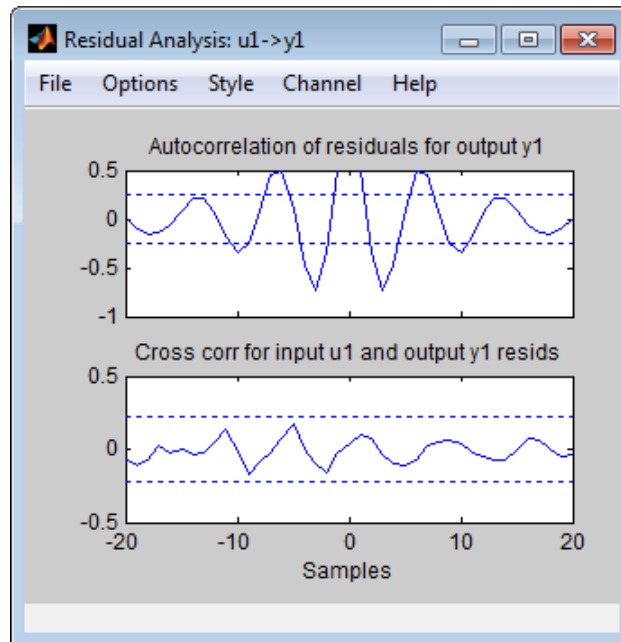 Residual Analysis: u1->y1
File Options Style Channel Help
Autocorrelation of residuals for output y1
0.5
0
-0.5
-1
Cross corr for input u1 and output y1 resids
0.5
0
-0.5
-20 -10 0 10 20
Samples